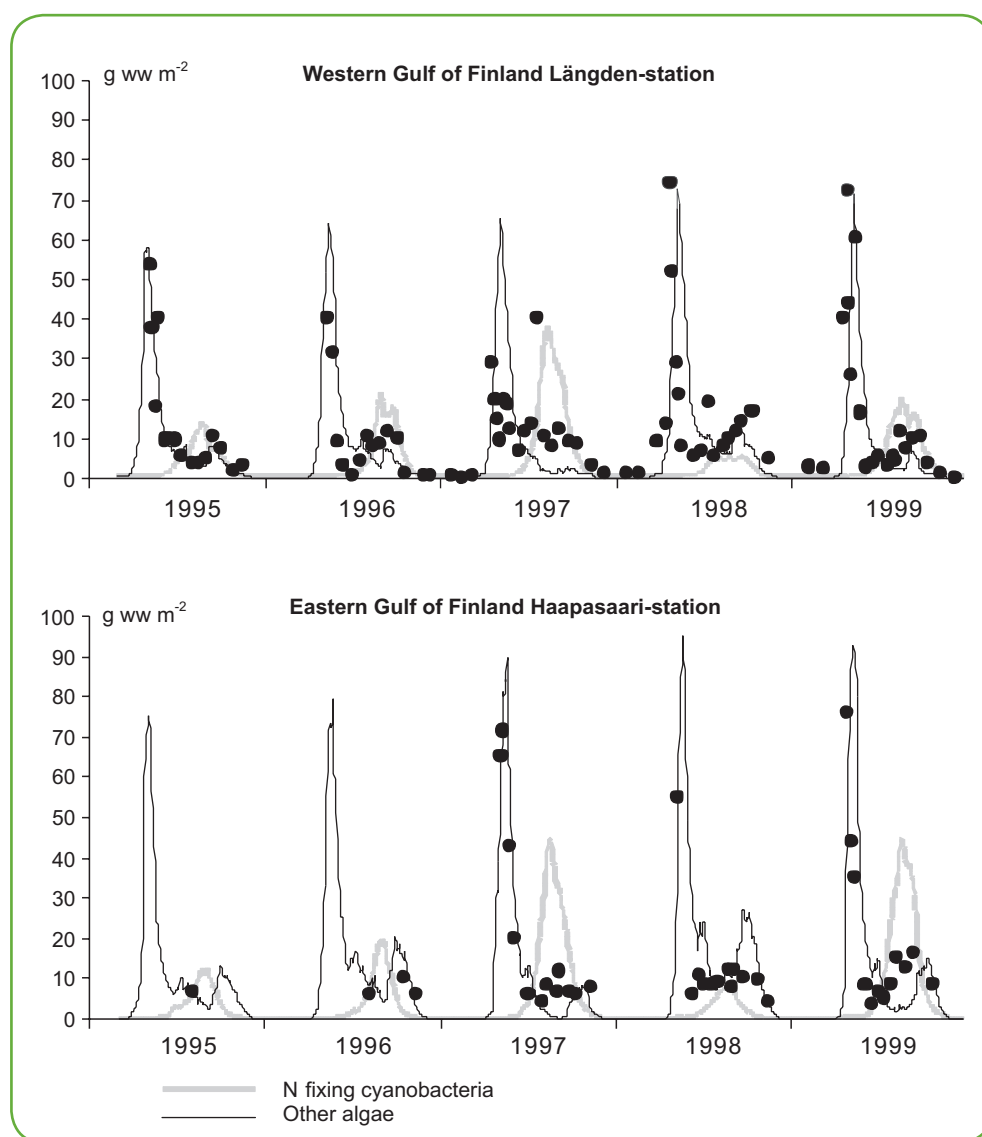 g ww m-2
Western Gulf of Finland Längden-station
100
90
80
70
60
50
40
30
20
10
0
1995 1996 1997 1998 1999
g ww m-2
Eastern Gulf of Finland Haapasaari-station
100
90
80
70
60
50
40
30
20
10
0
1995 1996 1997 1998 1999
N fixing cyanobacteria
Other algae